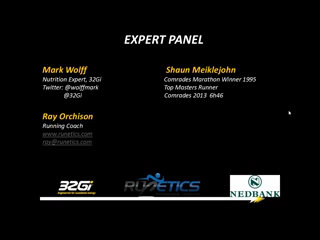 EXPERT PANEL
Mark Wolff
Nutrition Expert, 32Gi
Twitter: @wolffmark
@32Gi
Shaun Meiklejohn
Comrades Marathon Winner 1995
Top Masters Runner
Comrades 2013 6h46
Ray Orchison
Running Coach
www.runetics.com
ray@runetics.com
32Gi
RUNETICS
NEDBANK